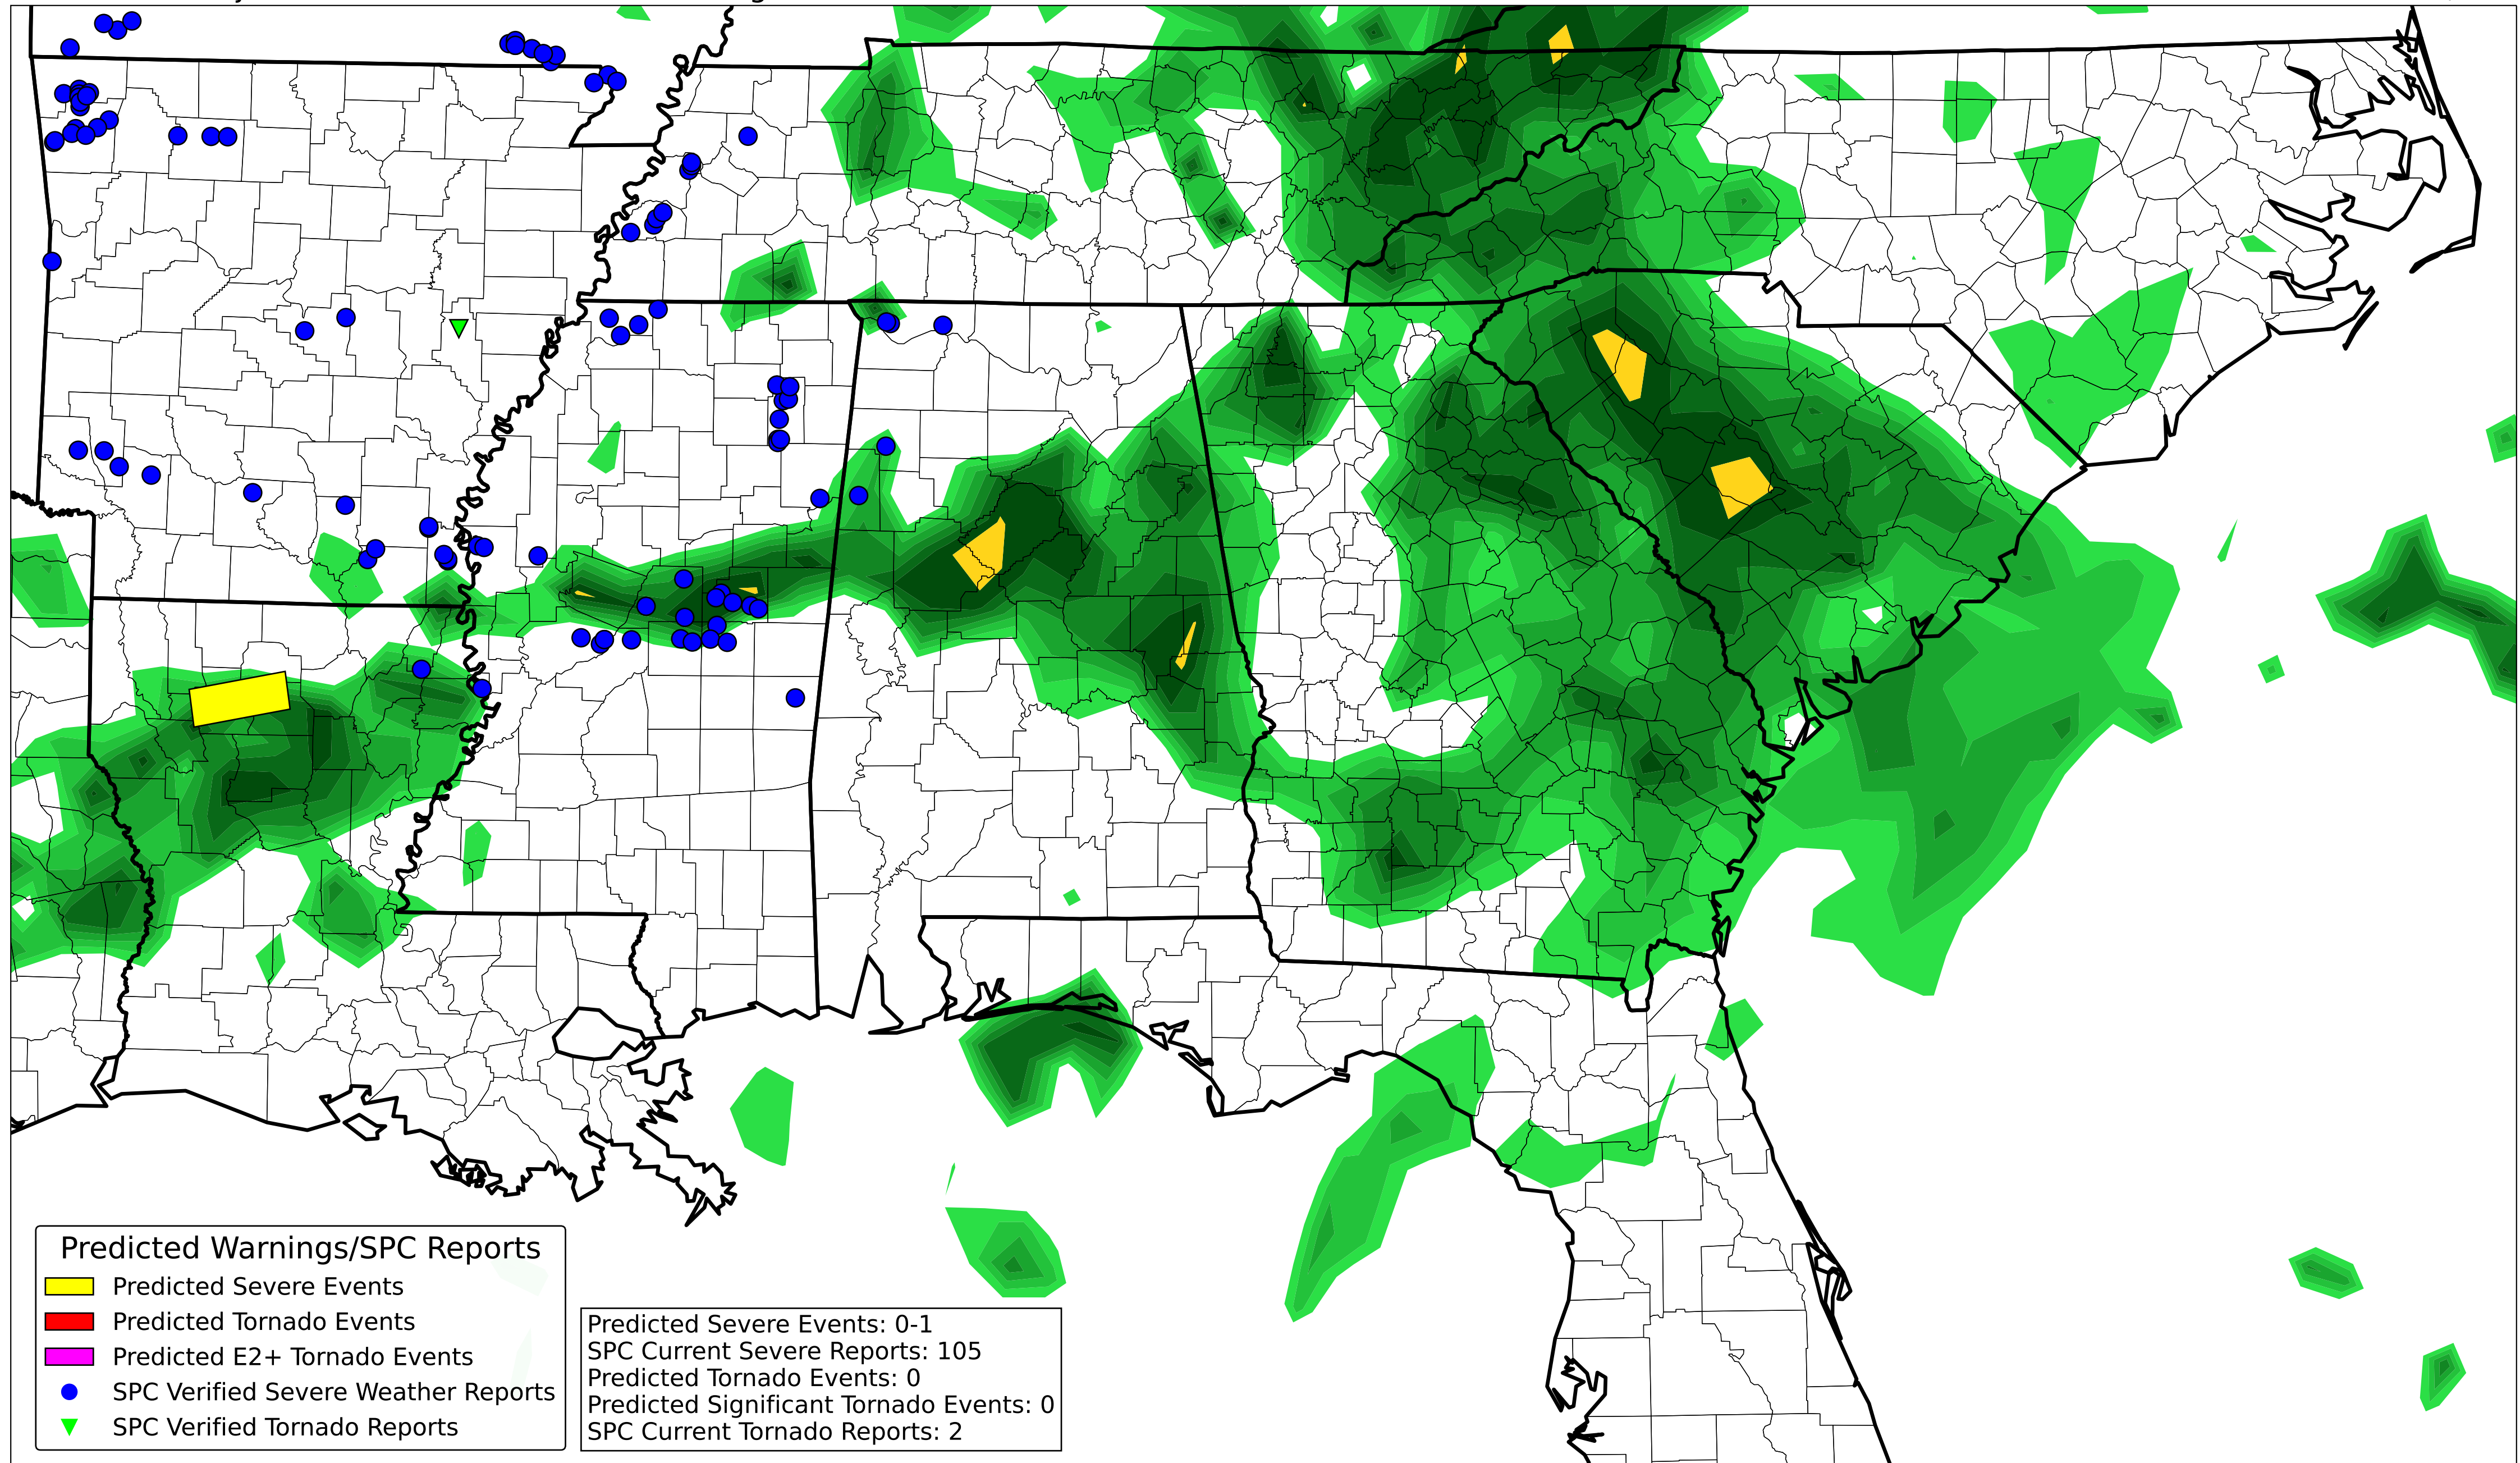 Predicted Warnings/SPC Reports
Predicted Severe Events
Predicted Tornado Events
Predicted E2+ Tornado Events
SPC Verified Severe Weather Reports
SPC Verified Tornado Reports
Predicted Severe Events: 0-1
SPC Current Severe Reports: 105
Predicted Tornado Events: 0
Predicted Significant Tornado Events: 0
SPC Current Tornado Reports: 2